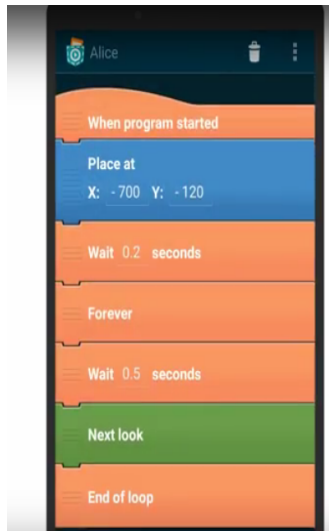 Alice
When program started
Place at
X: -700 Y: -120
Wait 0.2 seconds
Forever
Wait 0.5 seconds
Next look
End of loop